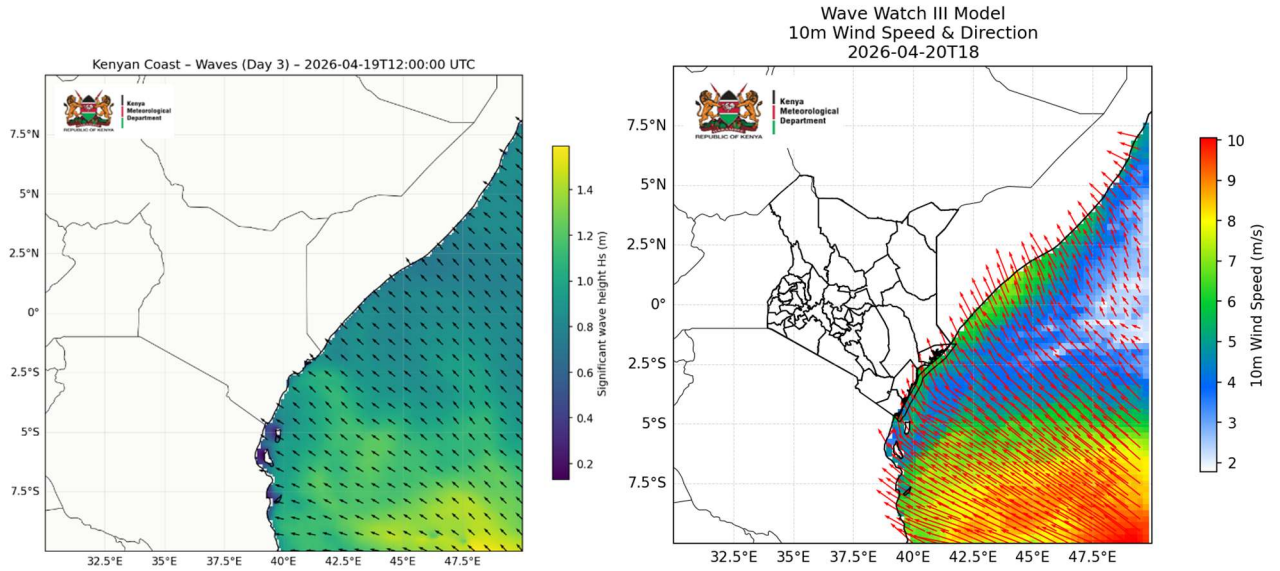 Kenyan Coast – Waves (Day 3) – 2026-04-19T12:00:00 UTC
REPUBLIC OF KENYA
Kenya
Meteorological
Department
7.5°N
5°N
2.5°N
0°
2.5°S
5°S
7.5°S
32.5°E
35°E
37.5°E
40°E
42.5°E
45°E
47.5°E
1.4
1.2
1.0
0.8
0.6
0.4
0.2
Significant wave height Hs (m)
Wave Watch III Model
10m Wind Speed & Direction
2026-04-20T18
REPUBLIC OF KENYA
Kenya
Meteorological
Department
7.5°N
5°N
2.5°N
0°
2.5°S
5°S
7.5°S
32.5°E
35°E
37.5°E
40°E
42.5°E
45°E
47.5°E
10
9
8
7
6
5
4
3
2
10m Wind Speed (m/s)